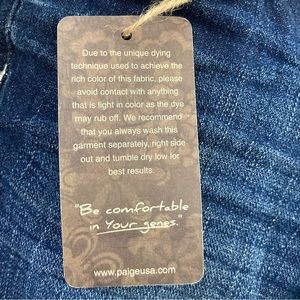 Due to the unique dying
technique used to achieve the
rich color of this fabric, please
avoid contact with anything
that is light in color as the dye
may rub off. We recommend
that you always wash this
garment separately, right side
out and tumble dry low for
best results.
"Be comfortable
in Your genes."
www.paigeusa.com